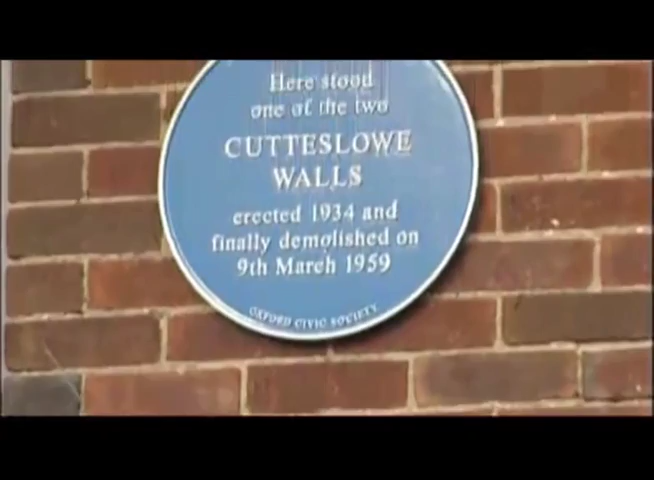 Here stood
one of the two
CUTTESLOWE
WALLS
erected 1934 and
finally demolished on
9th March 1959
OXFORD CIVIC SOCIETY